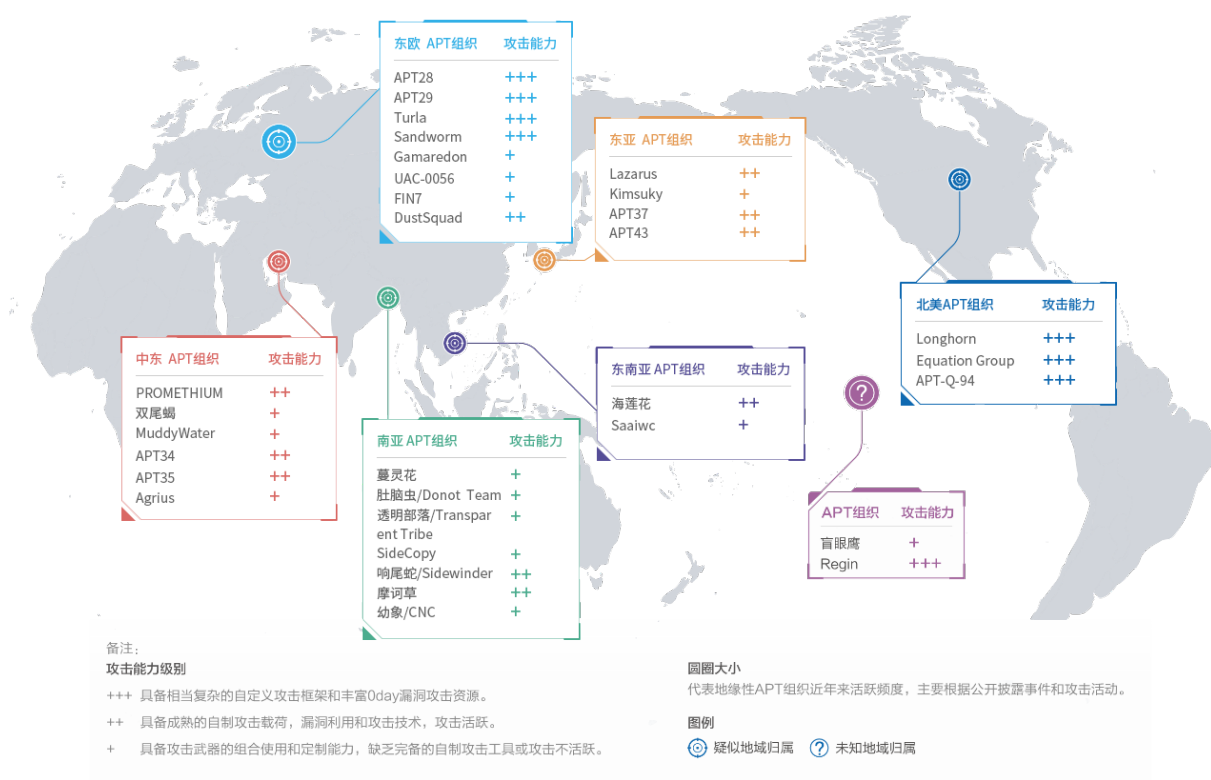 东欧 APT组织 攻击能力
APT28 +++
APT29 +++
Turla +++
Sandworm +++
Gamaredon +
UAC-0056 +
FIN7 +
DustSquad ++
东亚 APT组织 攻击能力
Lazarus ++
Kimsuky +
APT37 ++
APT43 ++
北美APT组织 攻击能力
Longhorn +++
Equation Group +++
APT-Q-94 +++
中东 APT组织 攻击能力
PROMETHIUM ++
双尾蝎 +
MuddyWater +
APT34 ++
APT35 ++
Agrius +
东南亚 APT组织 攻击能力
海莲花 ++
Saaiwc +
南亚 APT组织 攻击能力
蔓灵花 +
肚脑虫/Donot Team +
透明部落/Transpar +
ent Tribe
SideCopy +
响尾蛇/Sidewinder ++
摩诃草 ++
幼象/CNC +
?
APT组织 攻击能力
盲眼鹰 +
Regin +++
备注:
攻击能力级别
+++ 具备相当复杂的自定义攻击框架和丰富0day漏洞攻击资源。
++ 具备成熟的自制攻击载荷，漏洞利用和攻击技术，攻击活跃。
+ 具备攻击武器的组合使用和定制能力，缺乏完备的自制攻击工具或攻击不活跃。
圆圈大小
代表地缘性APT组织近年来活跃频度，主要根据公开披露事件和攻击活动。
图例
疑似地域归属 ? 未知地域归属